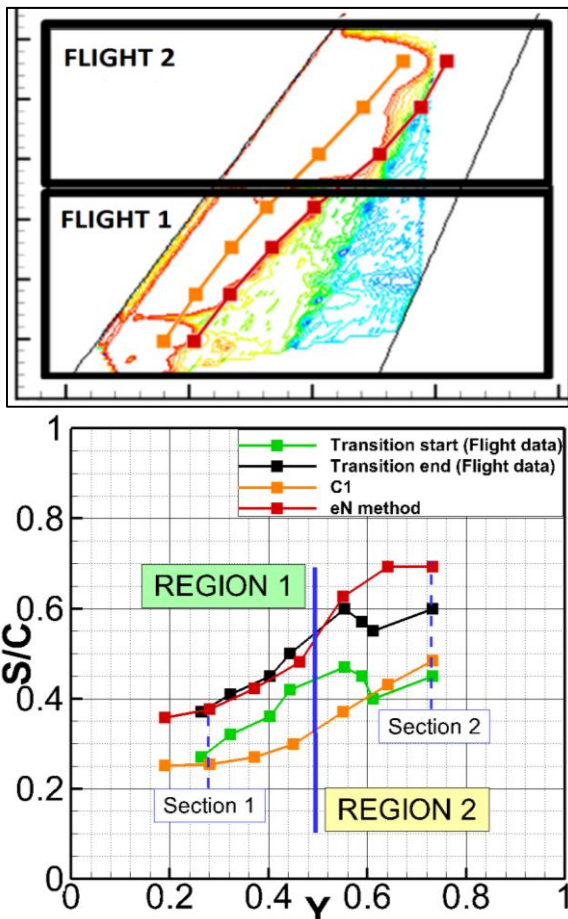 FLIGHT 2
FLIGHT 1
1
Transition start (Flight data)
Transition end (Flight data)
C1
eN method
0.8
REGION 1
0.6
S/C
0.4
Section 2
0.2
Section 1
REGION 2
0
0
0.2
0.4
0.6
0.8
1
Y